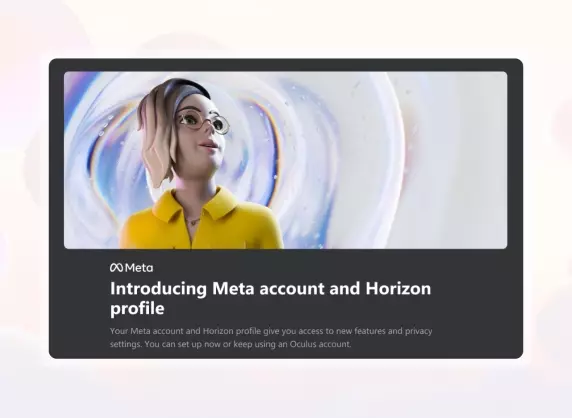 Meta
Introducing Meta account and Horizon
profile
Your Meta account and Horizon profile give you access to new features and privacy
settings. You can set up now or keep using an Oculus account.